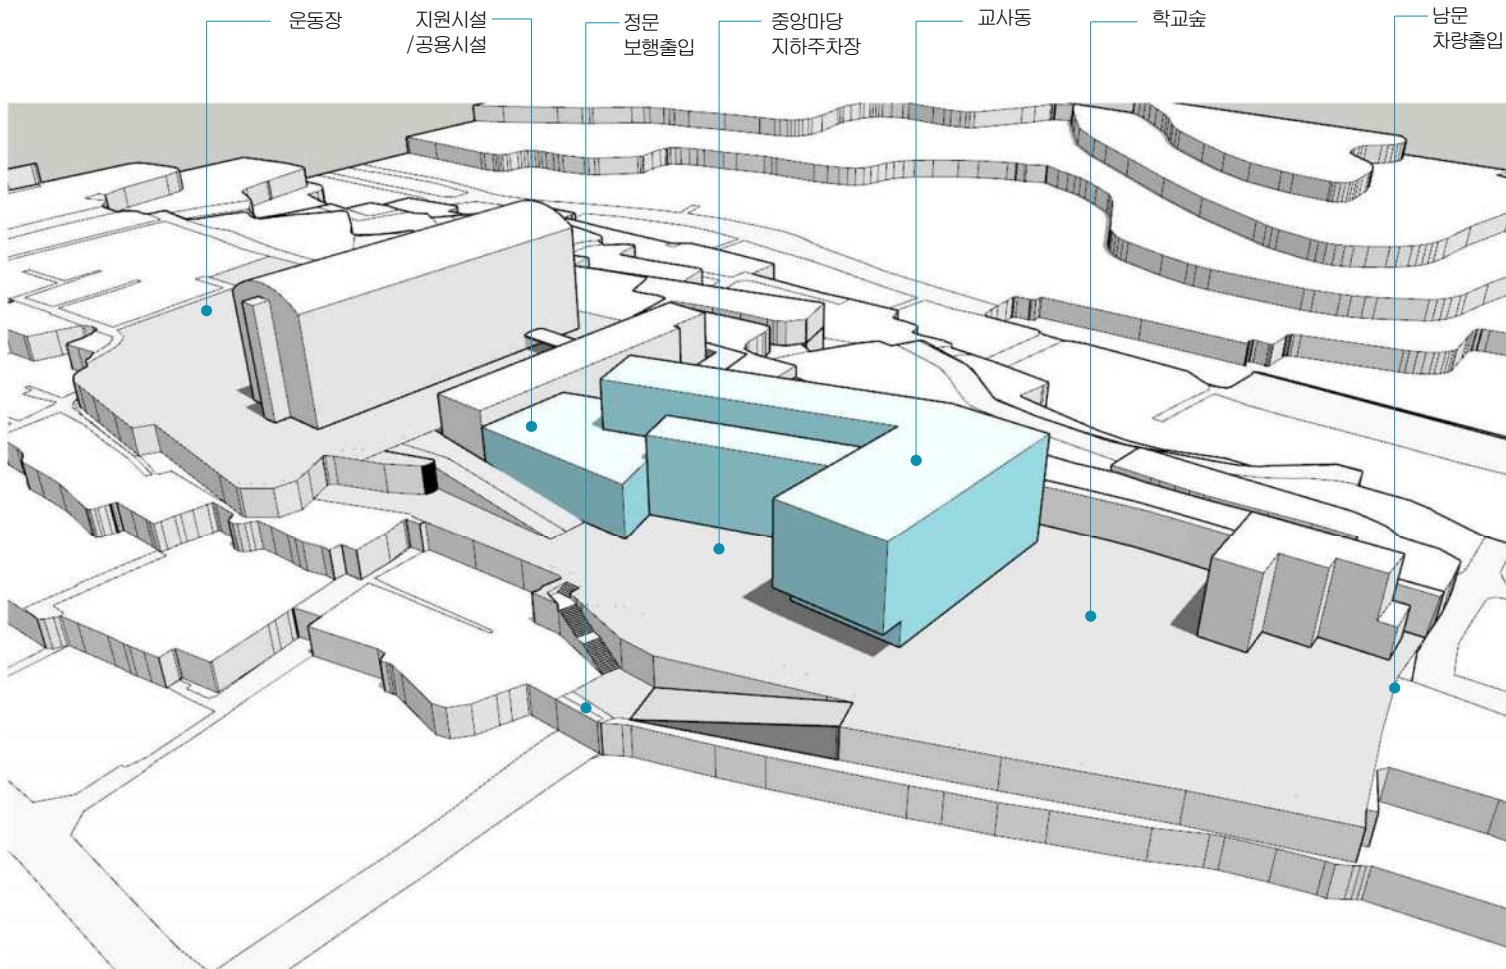 운동장
지원시설
/공용시설
정문
보행출입
중앙마당
지하주차장
교사동
학교숲
남문
차량출입